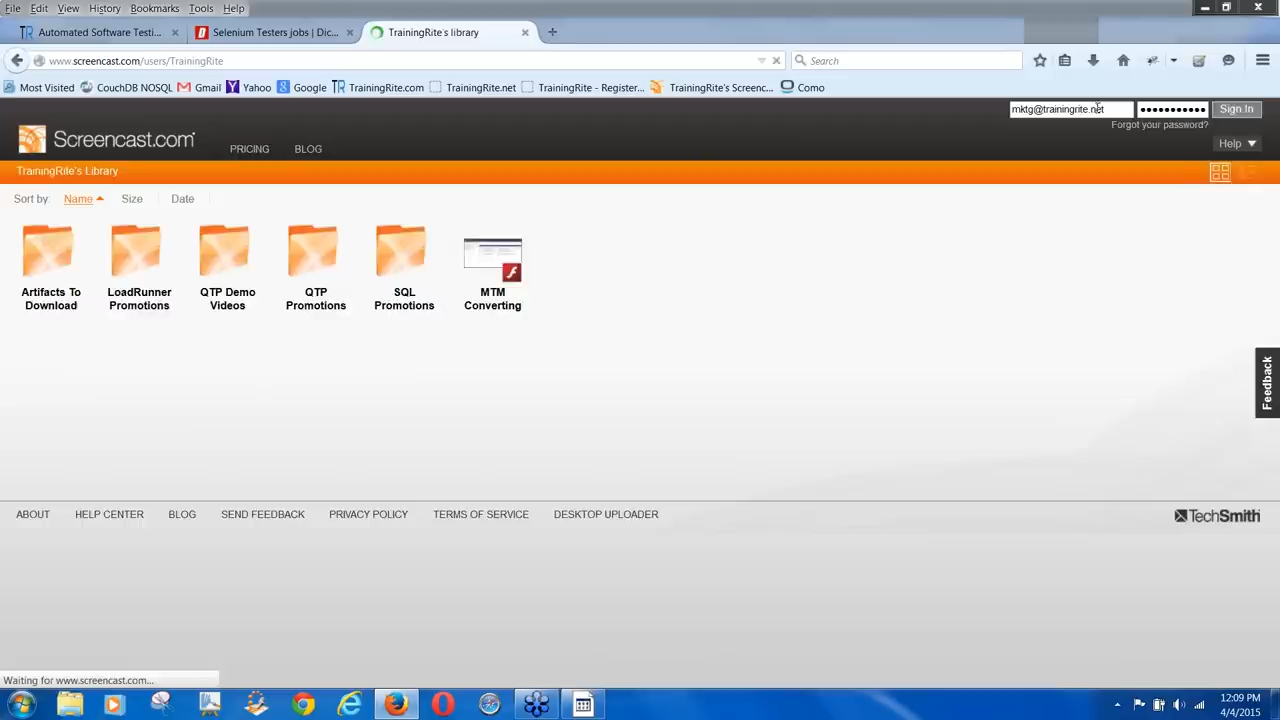 File Edit View History Bookmarks Tools Help
Automated Software Testi... Selenium Testers jobs | Dic... TrainingRite's library
www.screencast.com/users/TrainingRite Search
Most Visited CouchDB NOSQL Gmail Yahoo Google TrainingRite.com TrainingRite.net TrainingRite - Register... TrainingRite's Screenc... Como
mktg@trainingrite.net Sign In
Forgot your password?
Screencast.com PRICING BLOG Help
TrainingRite's Library
Sort by: Name Size Date
Artifacts To Download
LoadRunner Promotions
QTP Demo Videos
QTP Promotions
SQL Promotions
MTM Converting
Feedback
ABOUT HELP CENTER BLOG SEND FEEDBACK PRIVACY POLICY TERMS OF SERVICE DESKTOP UPLOADER TechSmith
Waiting for www.screencast.com...
12:09 PM
4/4/2015